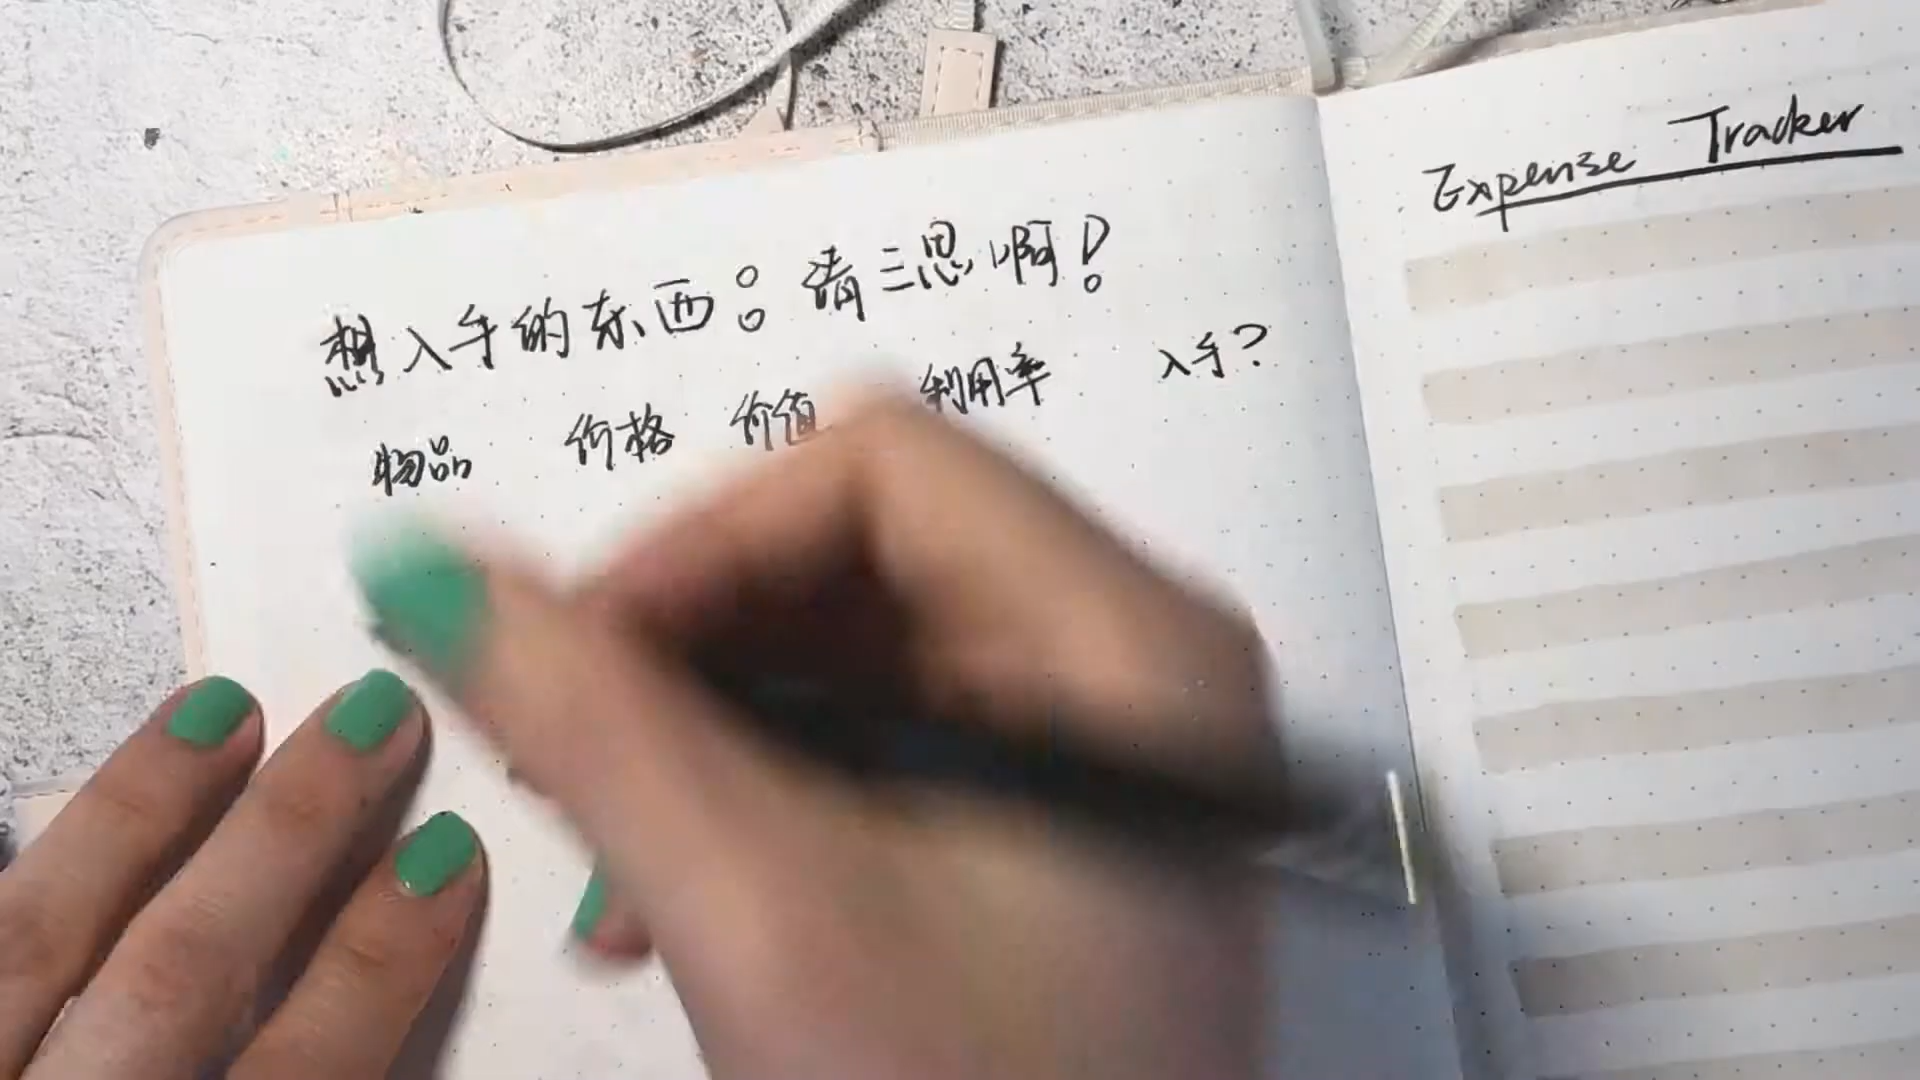 想入手的东西：请三思啊！
物品 价格 价值 利用率 入手？
Expense Tracker